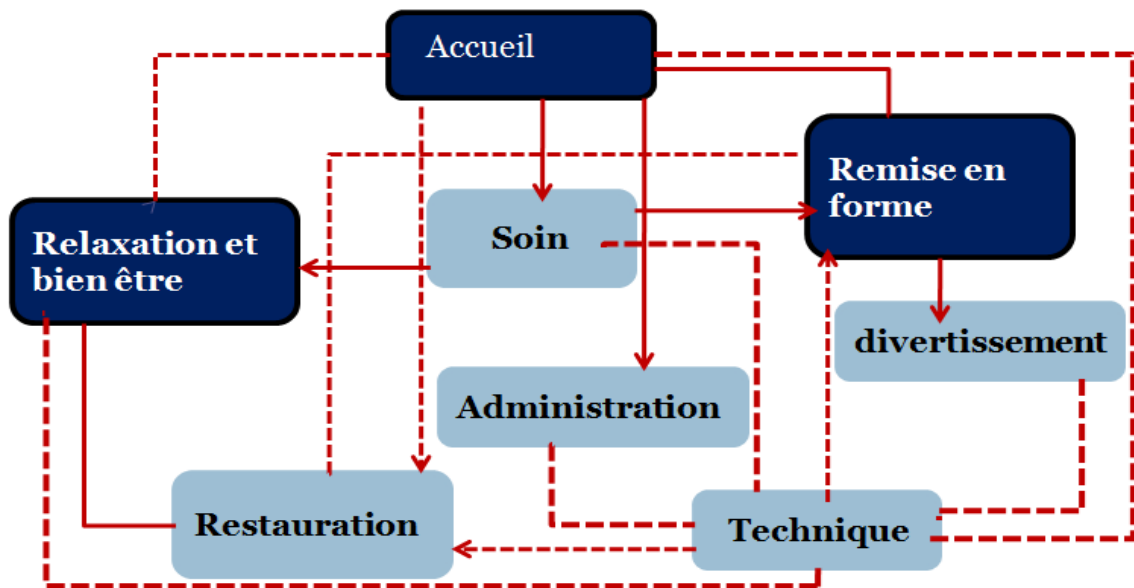 Accueil
Remise en
forme
Soin
Relaxation et
bien être
divertissement
Administration
Restauration
Technique